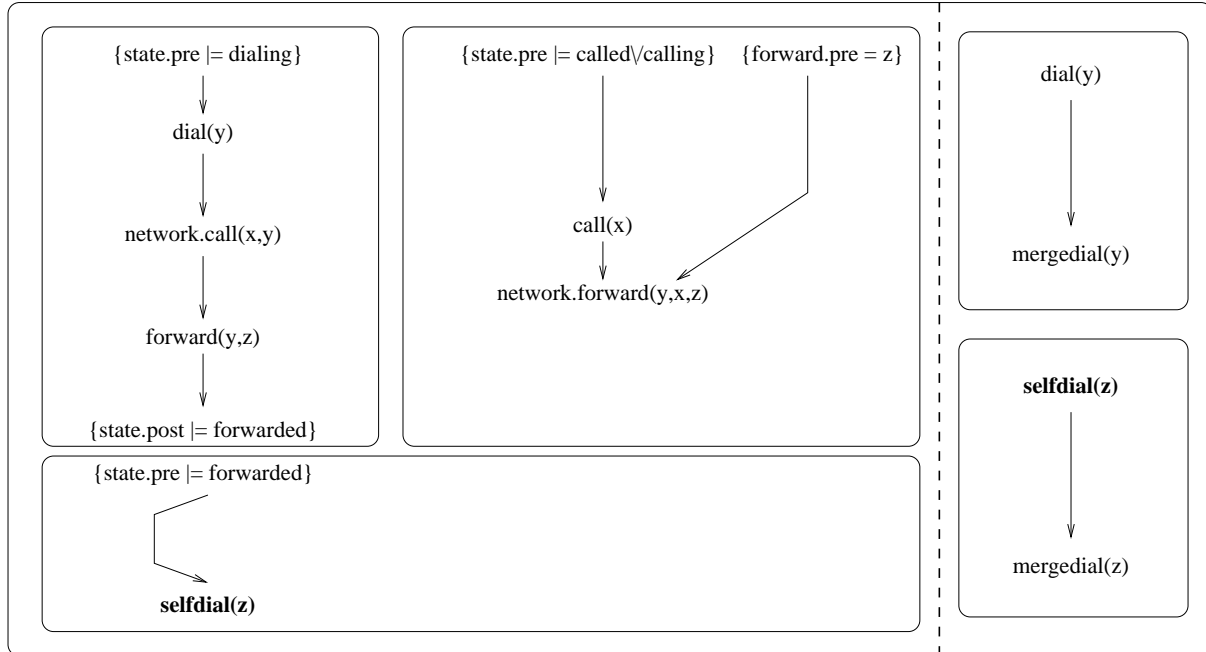 {state.pre |= dialing}
dial(y)
network.call(x,y)
forward(y,z)
{state.post |= forwarded}
{state.pre |= called\/calling}
{forward.pre = z}
call(x)
network.forward(y,x,z)
{state.pre |= forwarded}
selfdial(z)
dial(y)
mergedial(y)
selfdial(z)
mergedial(z)